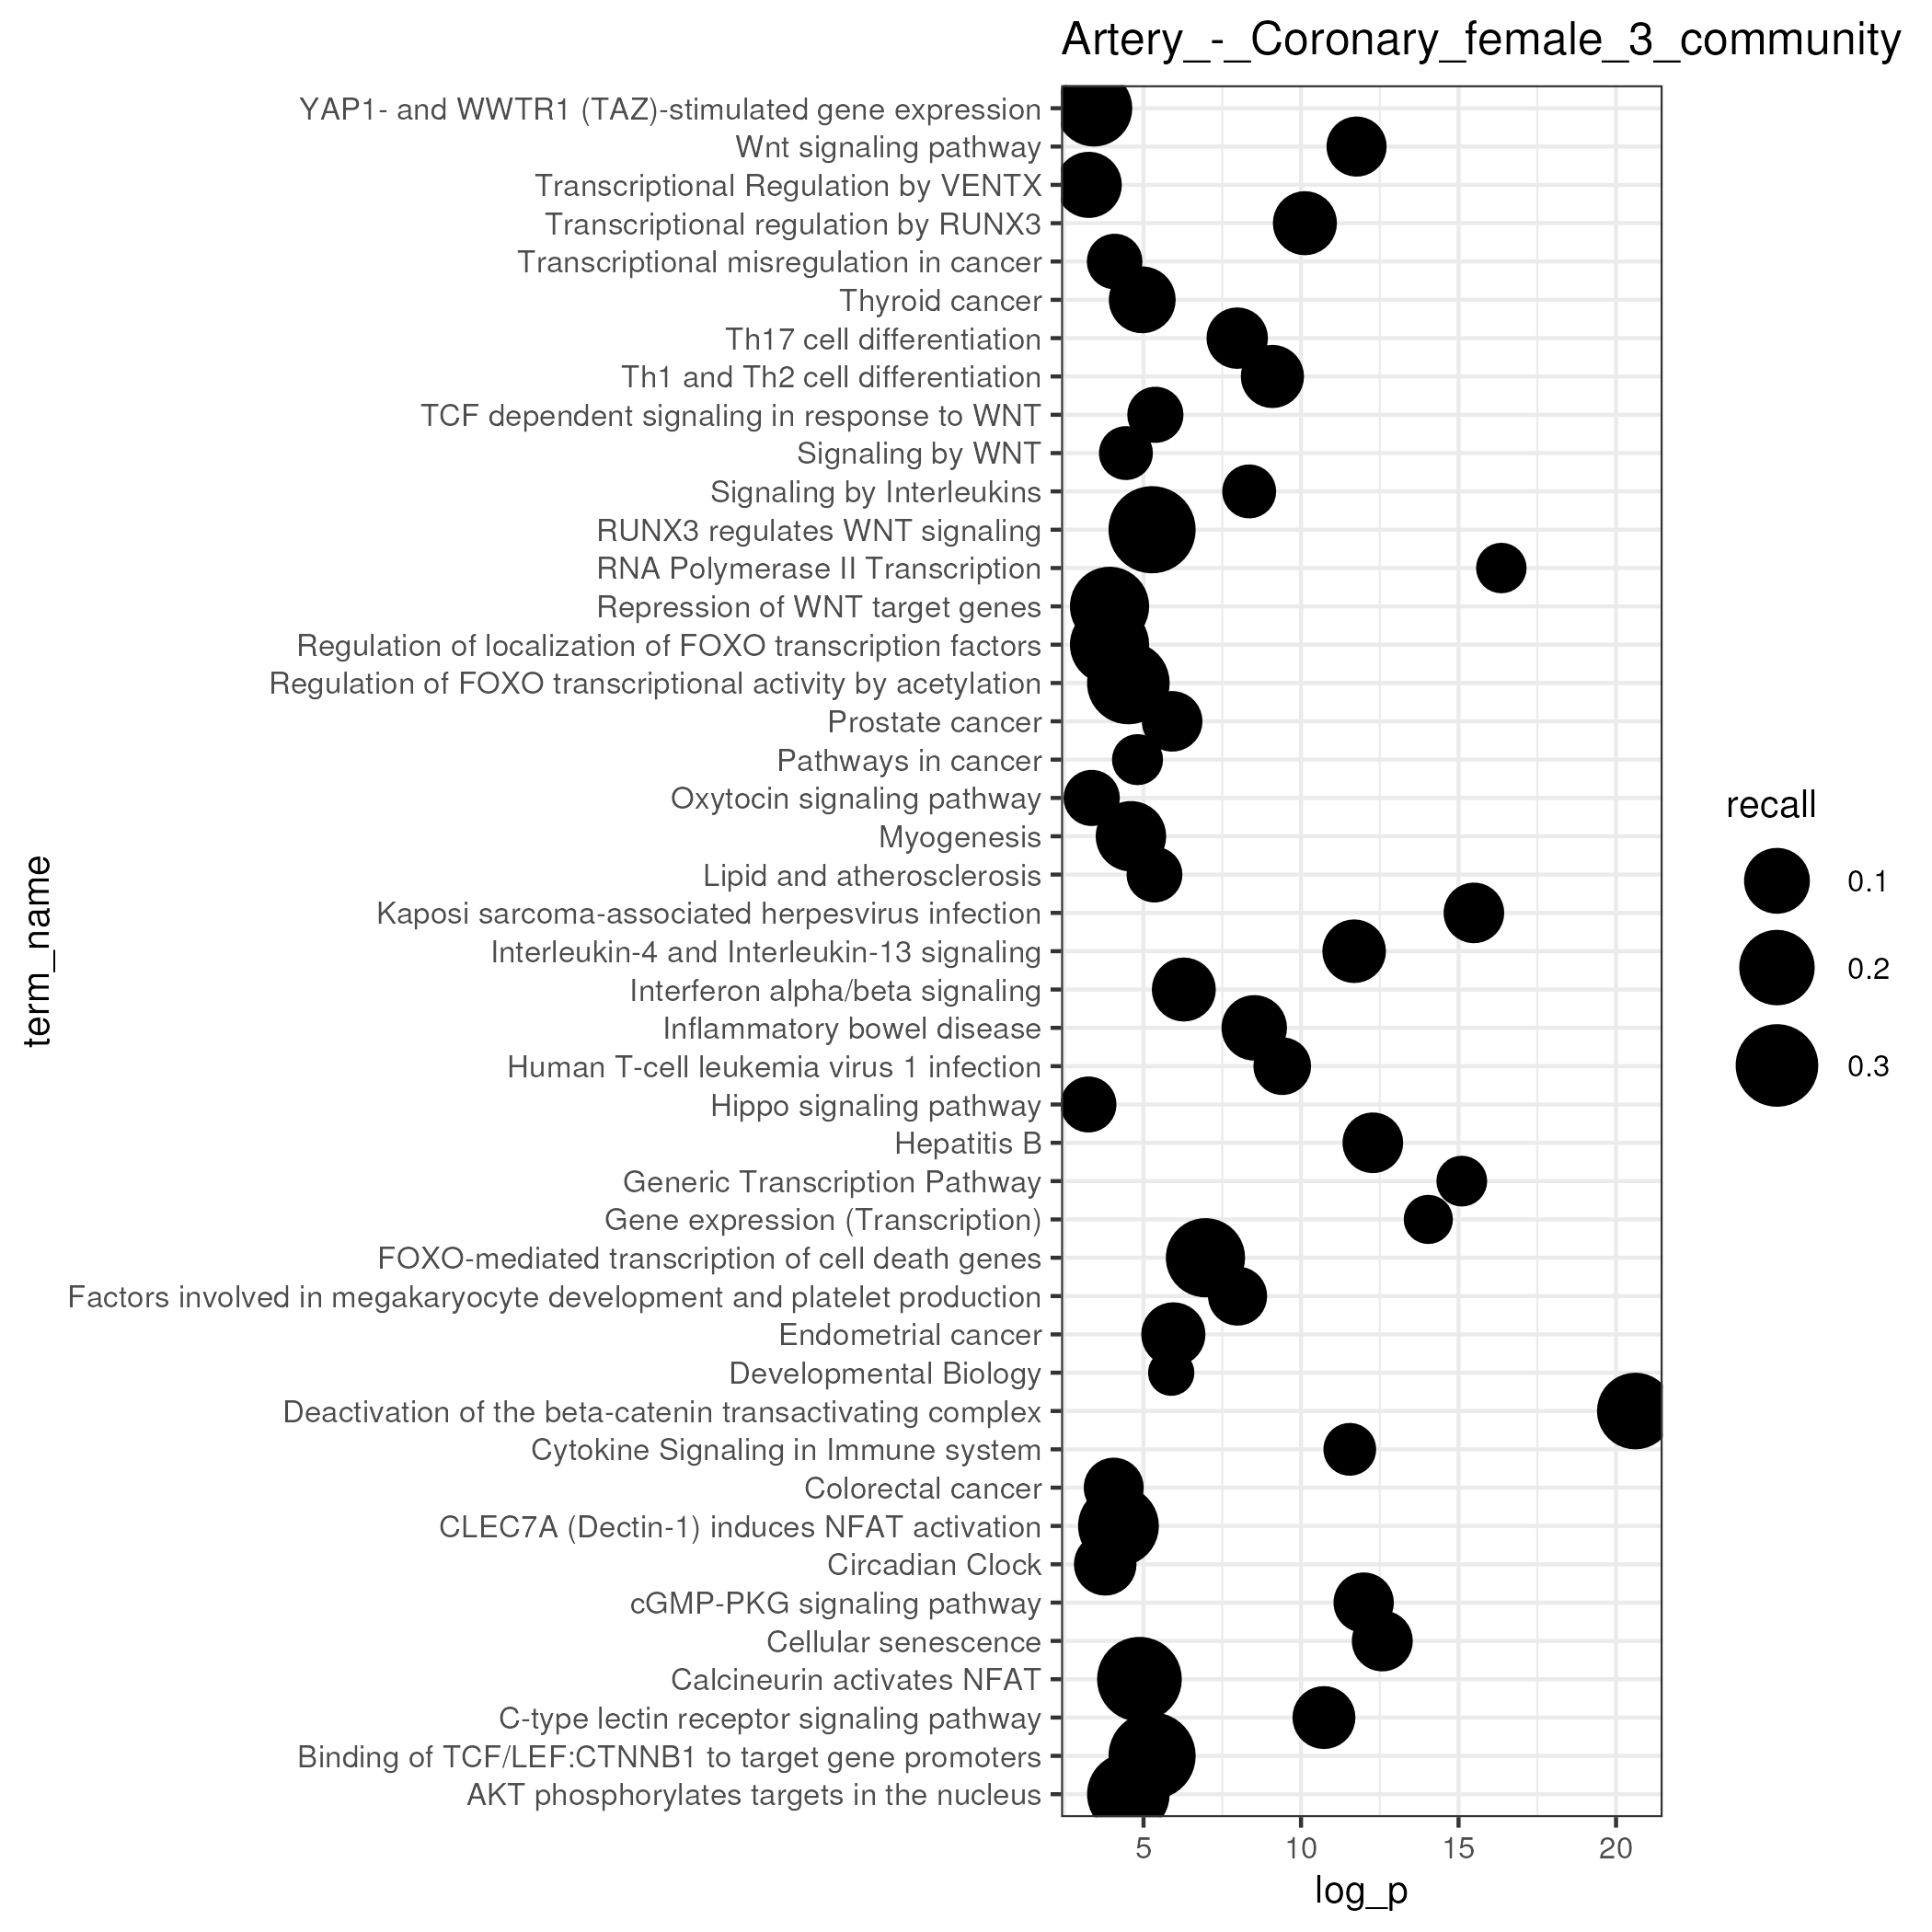 Artery_-_Coronary_female_3_community
YAP1- and WWTR1 (TAZ)-stimulated gene expression
Wnt signaling pathway
Transcriptional Regulation by VENTX
Transcriptional regulation by RUNX3
Transcriptional misregulation in cancer
Thyroid cancer
Th17 cell differentiation
Th1 and Th2 cell differentiation
TCF dependent signaling in response to WNT
Signaling by WNT
Signaling by Interleukins
RUNX3 regulates WNT signaling
RNA Polymerase II Transcription
Repression of WNT target genes
Regulation of localization of FOXO transcription factors
Regulation of FOXO transcriptional activity by acetylation
Prostate cancer
Pathways in cancer
Oxytocin signaling pathway
Myogenesis
Lipid and atherosclerosis
Kaposi sarcoma-associated herpesvirus infection
Interleukin-4 and Interleukin-13 signaling
Interferon alpha/beta signaling
Inflammatory bowel disease
Human T-cell leukemia virus 1 infection
Hippo signaling pathway
Hepatitis B
Generic Transcription Pathway
Gene expression (Transcription)
FOXO-mediated transcription of cell death genes
Factors involved in megakaryocyte development and platelet production
Endometrial cancer
Developmental Biology
Deactivation of the beta-catenin transactivating complex
Cytokine Signaling in Immune system
Colorectal cancer
CLEC7A (Dectin-1) induces NFAT activation
Circadian Clock
cGMP-PKG signaling pathway
Cellular senescence
Calcineurin activates NFAT
C-type lectin receptor signaling pathway
Binding of TCF/LEF:CTNNB1 to target gene promoters
AKT phosphorylates targets in the nucleus
term_name
5 10 15 20
log_p
recall
0.1
0.2
0.3